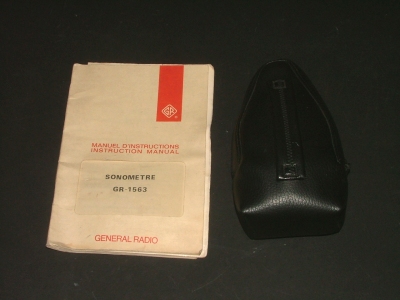 GR
MANUEL D'INSTRUCTIONS
INSTRUCTION MANUAL
SONOMETRE
GR-1563
GENERAL RADIO